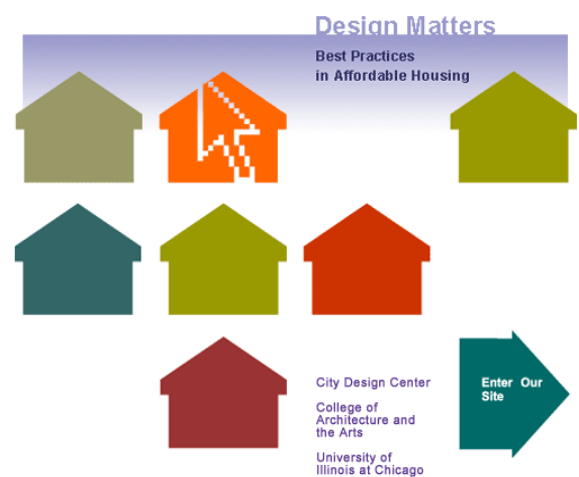 Design Matters
Best Practices
in Affordable Housing
City Design Center
College of
Architecture and
the Arts
University of
Illinois at Chicago
Enter Our
Site